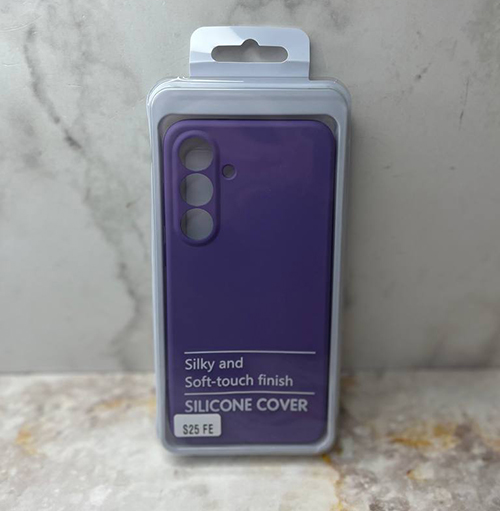 Silky and
Soft-touch finish
SILICONE COVER
S25 FE